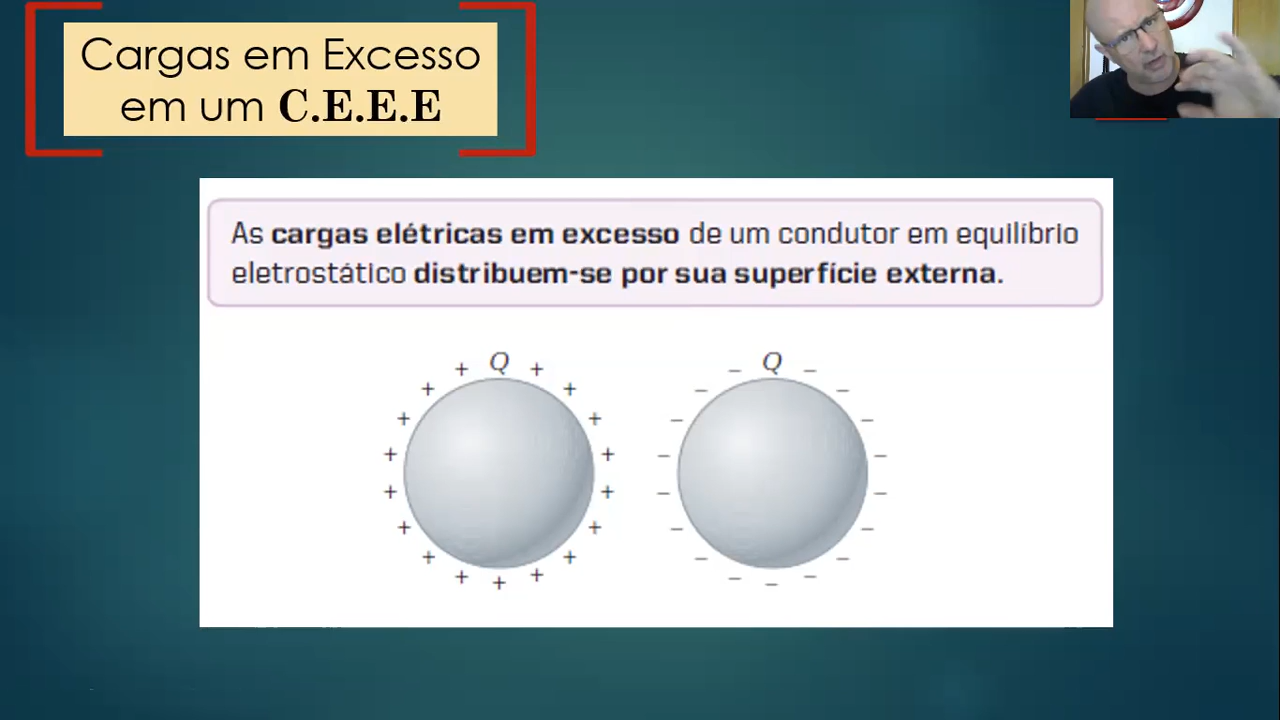 Cargas em Excesso
em um C.E.E.E
As cargas elétricas em excesso de um condutor em equilíbrio
eletrostático distribuem-se por sua superfície externa.
Q
Q